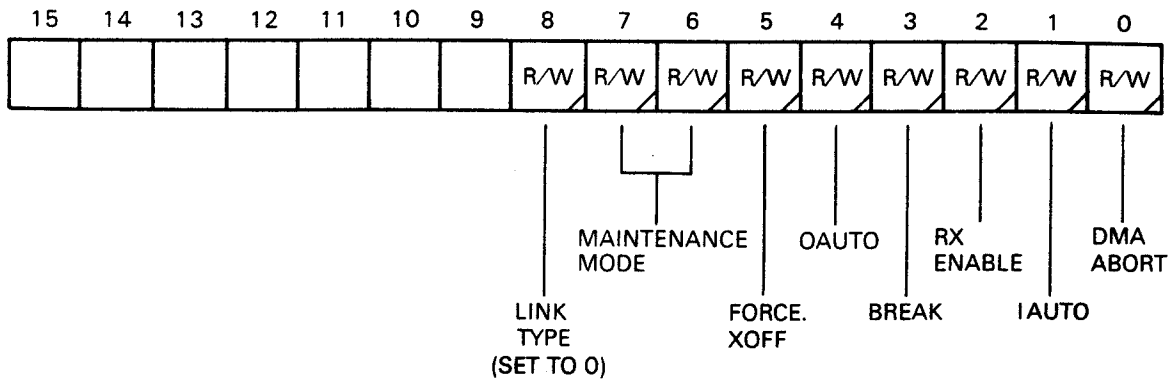 15 14 13 12 11 10 9 8 7 6 5 4 3 2 1 0
R/W R/W R/W R/W R/W R/W R/W R/W R/W
MAINTENANCE
MODE
OAUTO
RX
ENABLE
DMA
ABORT
LINK
TYPE
(SET TO 0)
FORCE.
XOFF
BREAK
IAUTO